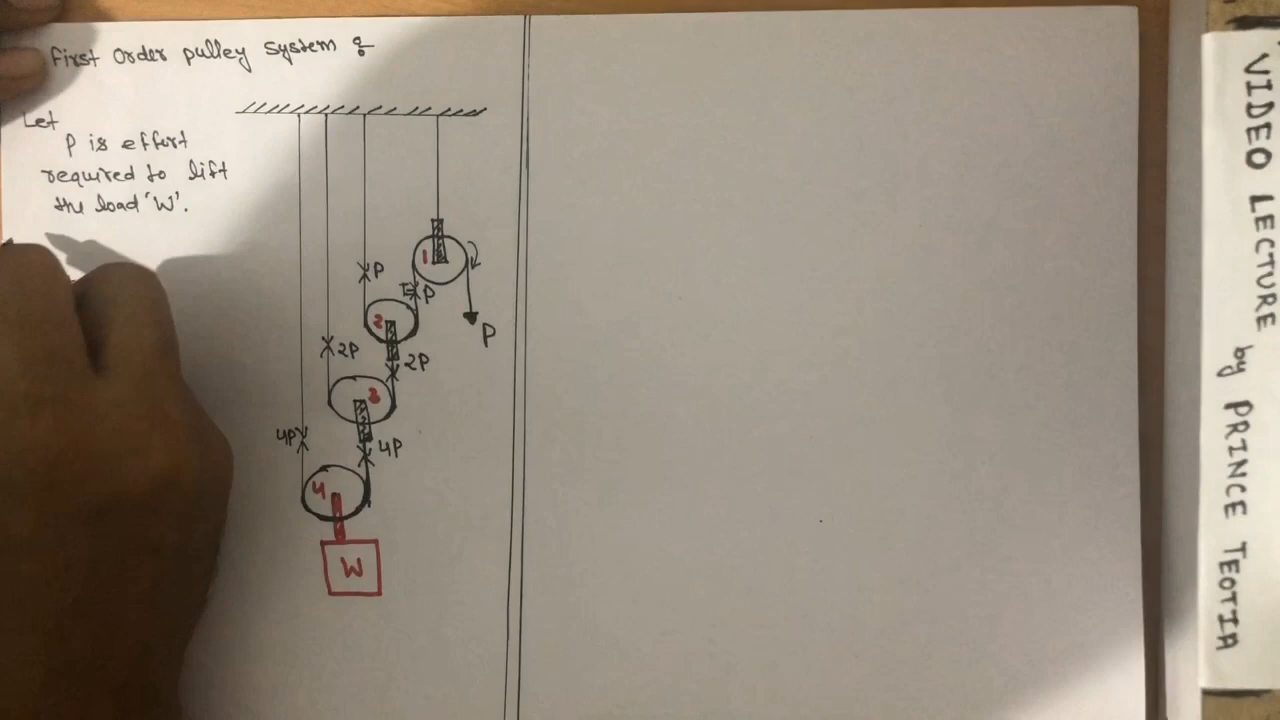 First order pulley system :
Let
P is effort
required to lift
the load 'W'.
1
P
P
2
P
2P
2P
3
4P
4P
4
W
VIDEO LECTURE by PRINCE TEOTIA